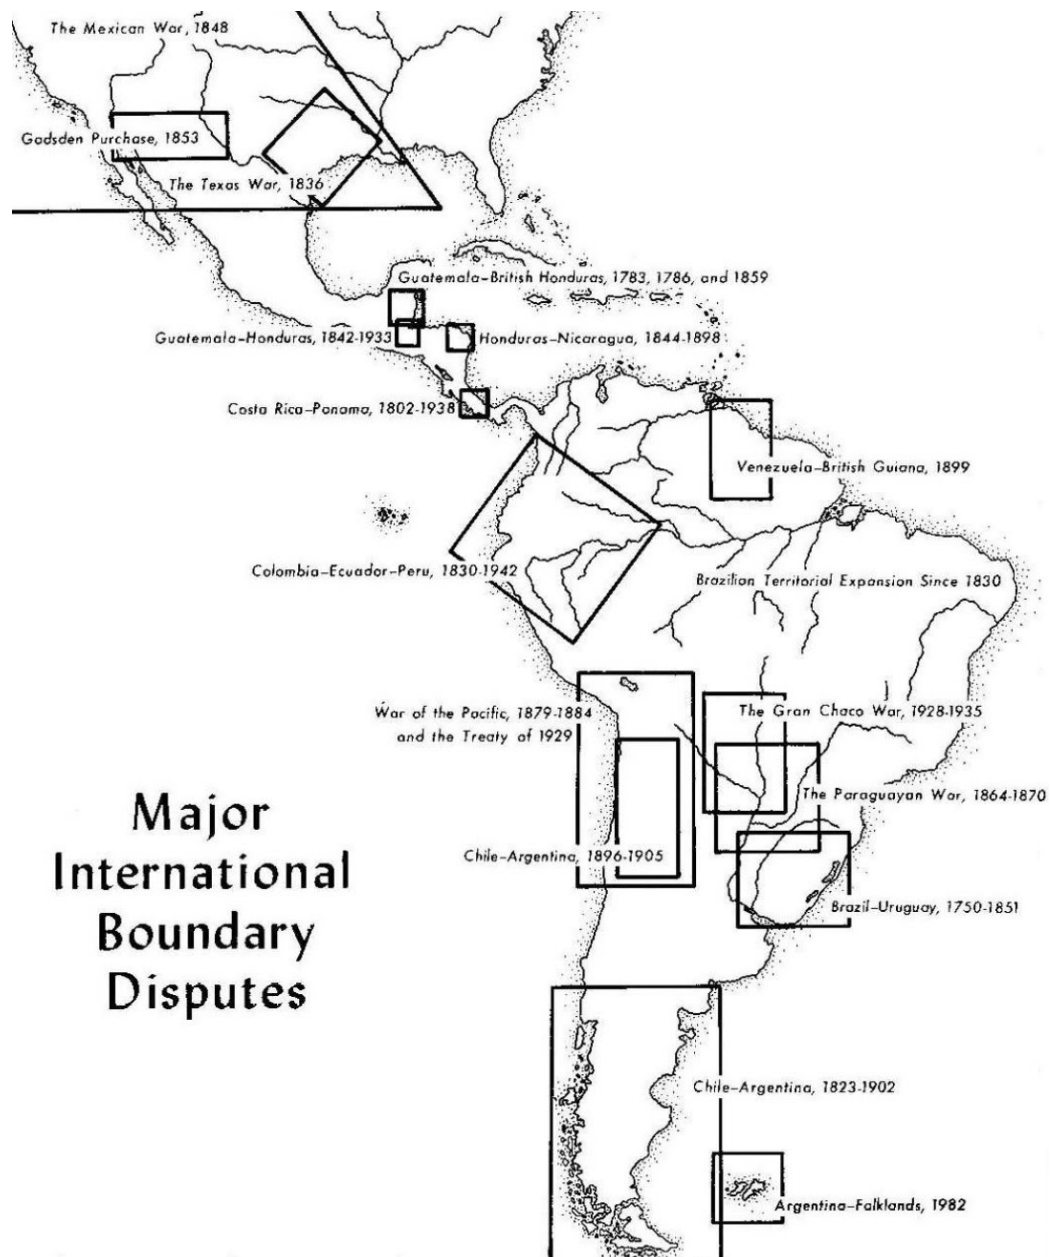 The Mexican War, 1848
Gadsden Purchase, 1853
The Texas War, 1836
Guatemala–British Honduras, 1783, 1786, and 1859
Guatemala–Honduras, 1842-1933
Honduras–Nicaragua, 1844-1898
Costa Rica–Panama, 1802-1938
Venezuela–British Guiana, 1899
Colombia–Ecuador–Peru, 1830-1942
Brazilian Territorial Expansion Since 1830
War of the Pacific, 1879-1884
and the Treaty of 1929
The Gran Chaco War, 1928-1935
The Paraguayan War, 1864-1870
Chile–Argentina, 1896-1905
Brazil–Uruguay, 1750-1851
Major
International
Boundary
Disputes
Chile–Argentina, 1823-1902
Argentina–Falklands, 1982